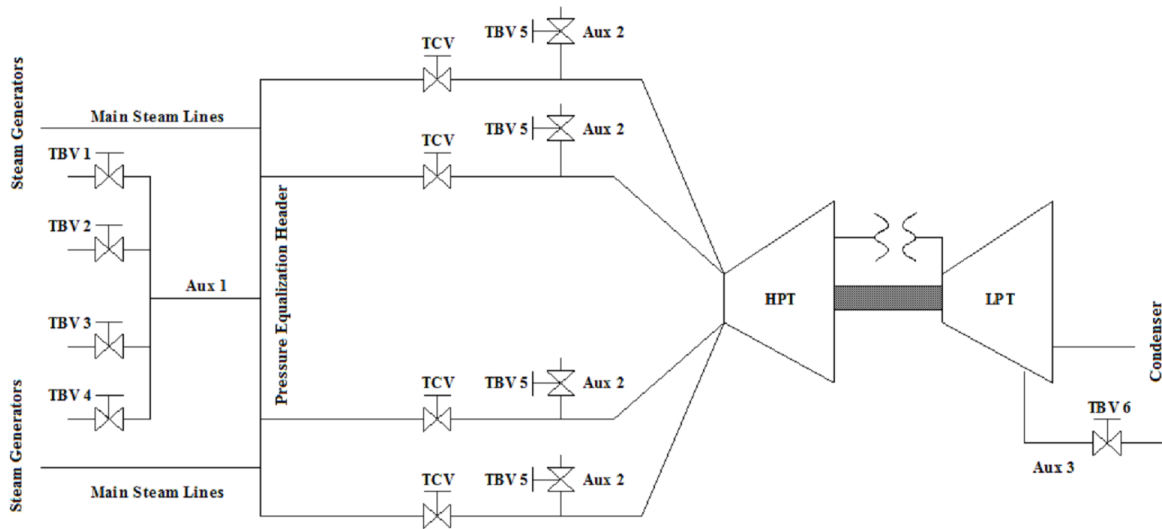 TBV 5
Aux 2
TCV
Steam Generators
Main Steam Lines
TBV 5
Aux 2
TCV
TBV 1
TBV 2
Pressure Equalization Header
Aux 1
HPT
LPT
TBV 3
Condenser
TBV 5
Aux 2
TCV
TBV 4
TBV 6
Steam Generators
Aux 3
TBV 5
Aux 2
TCV
Main Steam Lines